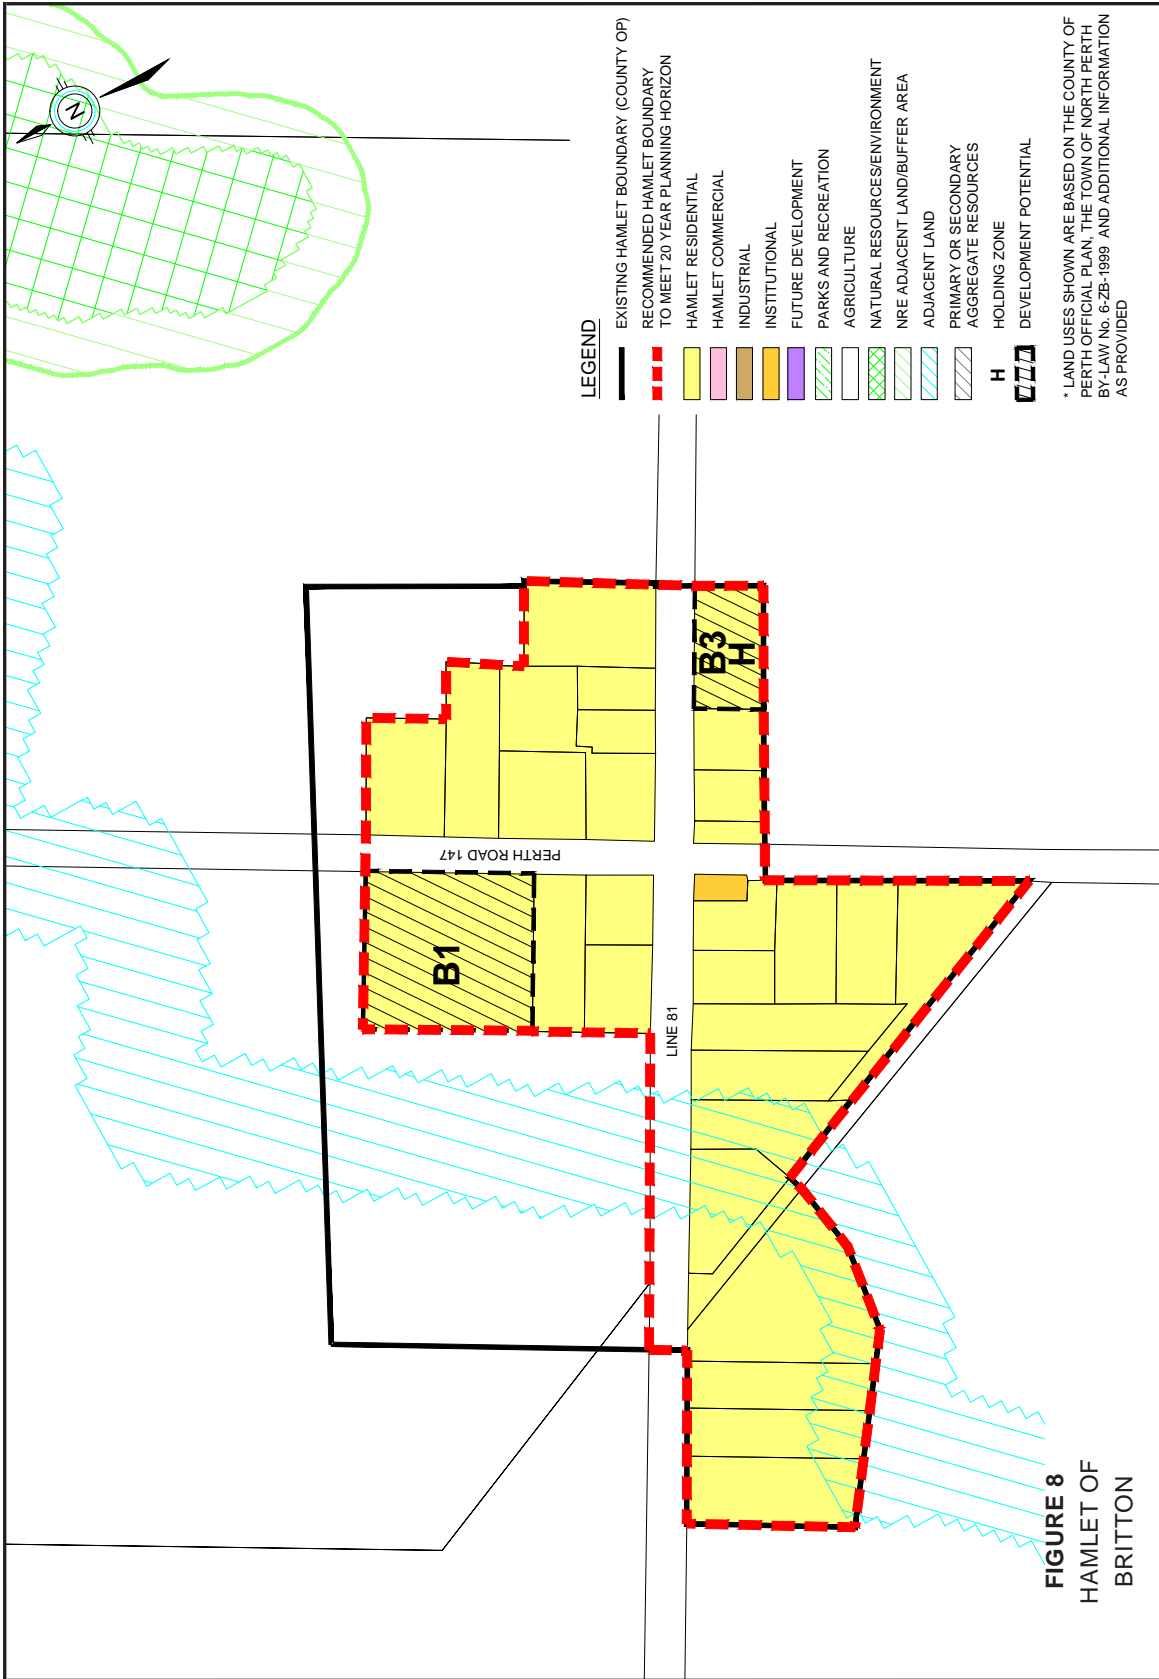 N
LEGEND
EXISTING HAMLET BOUNDARY (COUNTY OP)
RECOMMENDED HAMLET BOUNDARY
TO MEET 20 YEAR PLANNING HORIZON
HAMLET RESIDENTIAL
HAMLET COMMERCIAL
INDUSTRIAL
INSTITUTIONAL
FUTURE DEVELOPMENT
PARKS AND RECREATION
AGRICULTURE
NATURAL RESOURCES/ENVIRONMENT
NRE ADJACENT LAND/BUFFER AREA
ADJACENT LAND
PRIMARY OR SECONDARY
AGGREGATE RESOURCES
H HOLDING ZONE
DEVELOPMENT POTENTIAL
* LAND USES SHOWN ARE BASED ON THE COUNTY OF
PERTH OFFICIAL PLAN, THE TOWN OF NORTH PERTH
BY-LAW No. 6-ZB-1999 AND ADDITIONAL INFORMATION
AS PROVIDED
PERTH ROAD 147
B1
B3
H
LINE 81
FIGURE 8
HAMLET OF
BRITTON